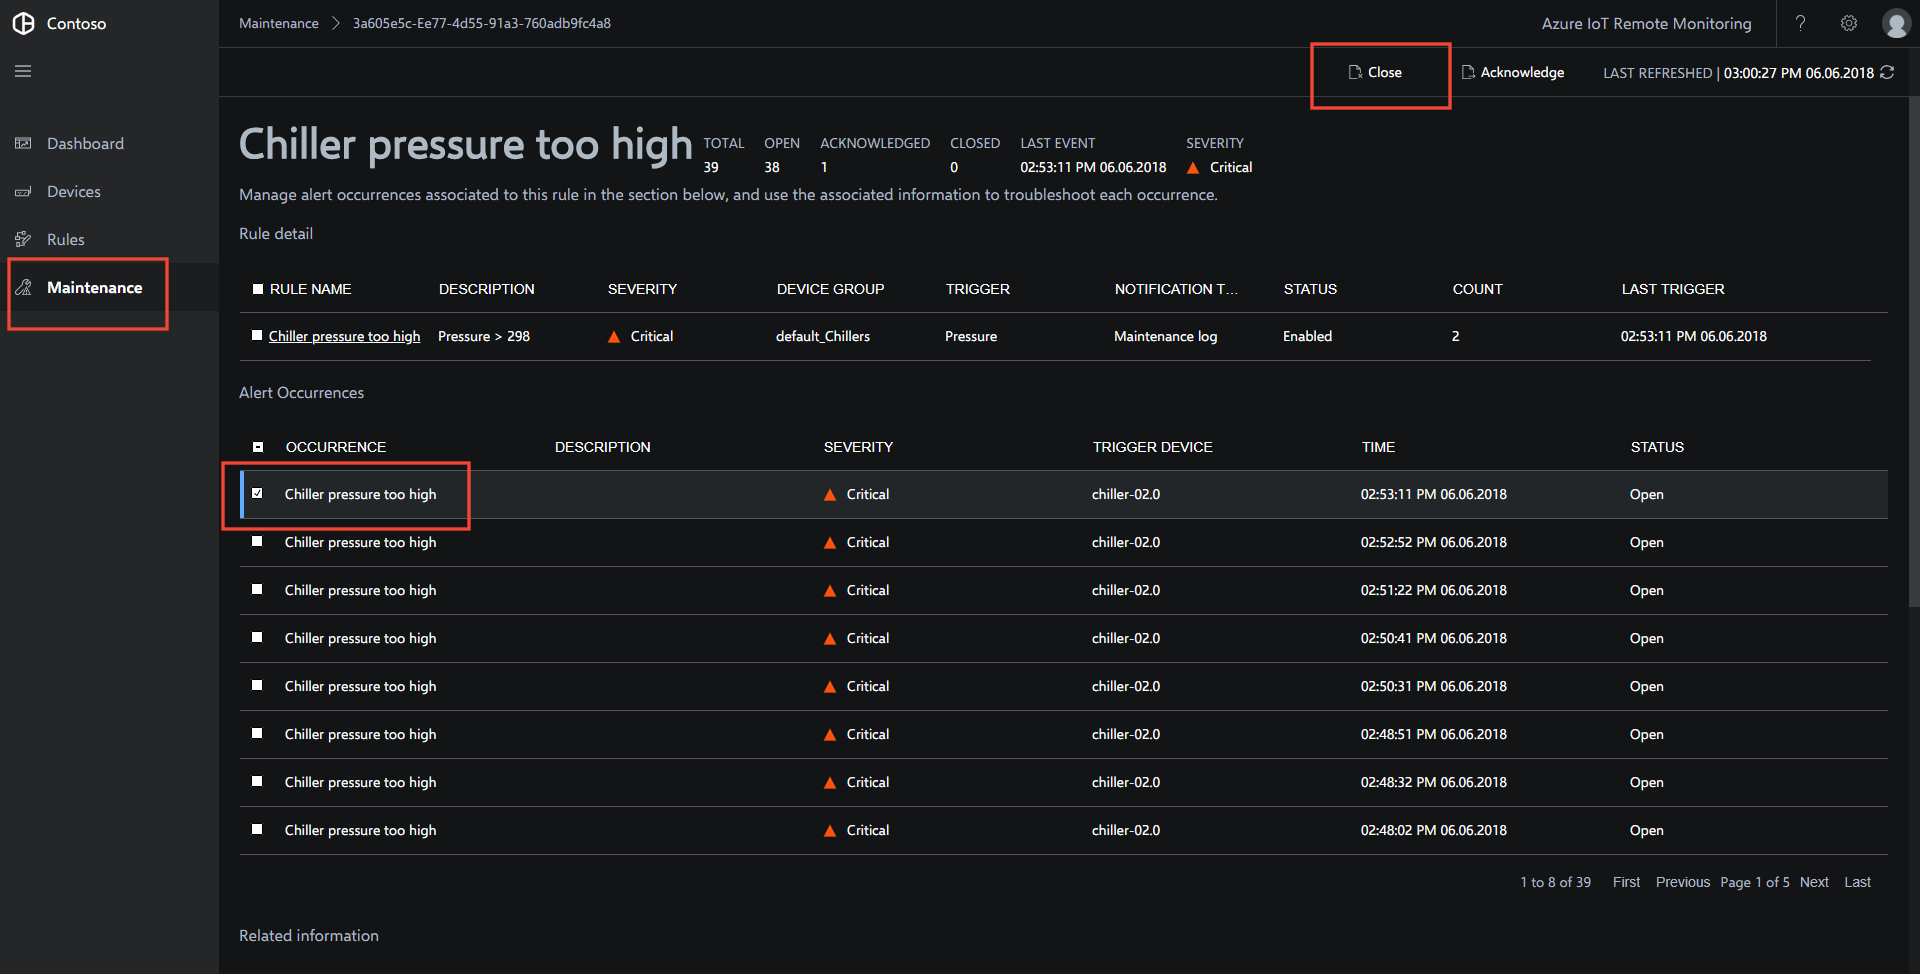 Contoso
Maintenance > 3a605e5c-Ee77-4d55-91a3-760adb9fc4a8
Azure IoT Remote Monitoring ?
Close
Acknowledge
LAST REFRESHED | 03:00:27 PM 06.06.2018
Dashboard
Devices
Rules
Maintenance
Chiller pressure too high
TOTAL OPEN ACKNOWLEDGED CLOSED LAST EVENT SEVERITY
39 38 1 0 02:53:11 PM 06.06.2018 Critical
Manage alert occurrences associated to this rule in the section below, and use the associated information to troubleshoot each occurrence.
Rule detail
RULE NAME DESCRIPTION SEVERITY DEVICE GROUP TRIGGER NOTIFICATION T... STATUS COUNT LAST TRIGGER
Chiller pressure too high Pressure > 298 Critical default_Chillers Pressure Maintenance log Enabled 2 02:53:11 PM 06.06.2018
Alert Occurrences
OCCURRENCE DESCRIPTION SEVERITY TRIGGER DEVICE TIME STATUS
Chiller pressure too high Critical chiller-02.0 02:53:11 PM 06.06.2018 Open
Chiller pressure too high Critical chiller-02.0 02:52:52 PM 06.06.2018 Open
Chiller pressure too high Critical chiller-02.0 02:51:22 PM 06.06.2018 Open
Chiller pressure too high Critical chiller-02.0 02:50:41 PM 06.06.2018 Open
Chiller pressure too high Critical chiller-02.0 02:50:31 PM 06.06.2018 Open
Chiller pressure too high Critical chiller-02.0 02:48:51 PM 06.06.2018 Open
Chiller pressure too high Critical chiller-02.0 02:48:32 PM 06.06.2018 Open
Chiller pressure too high Critical chiller-02.0 02:48:02 PM 06.06.2018 Open
1 to 8 of 39 First Previous Page 1 of 5 Next Last
Related information